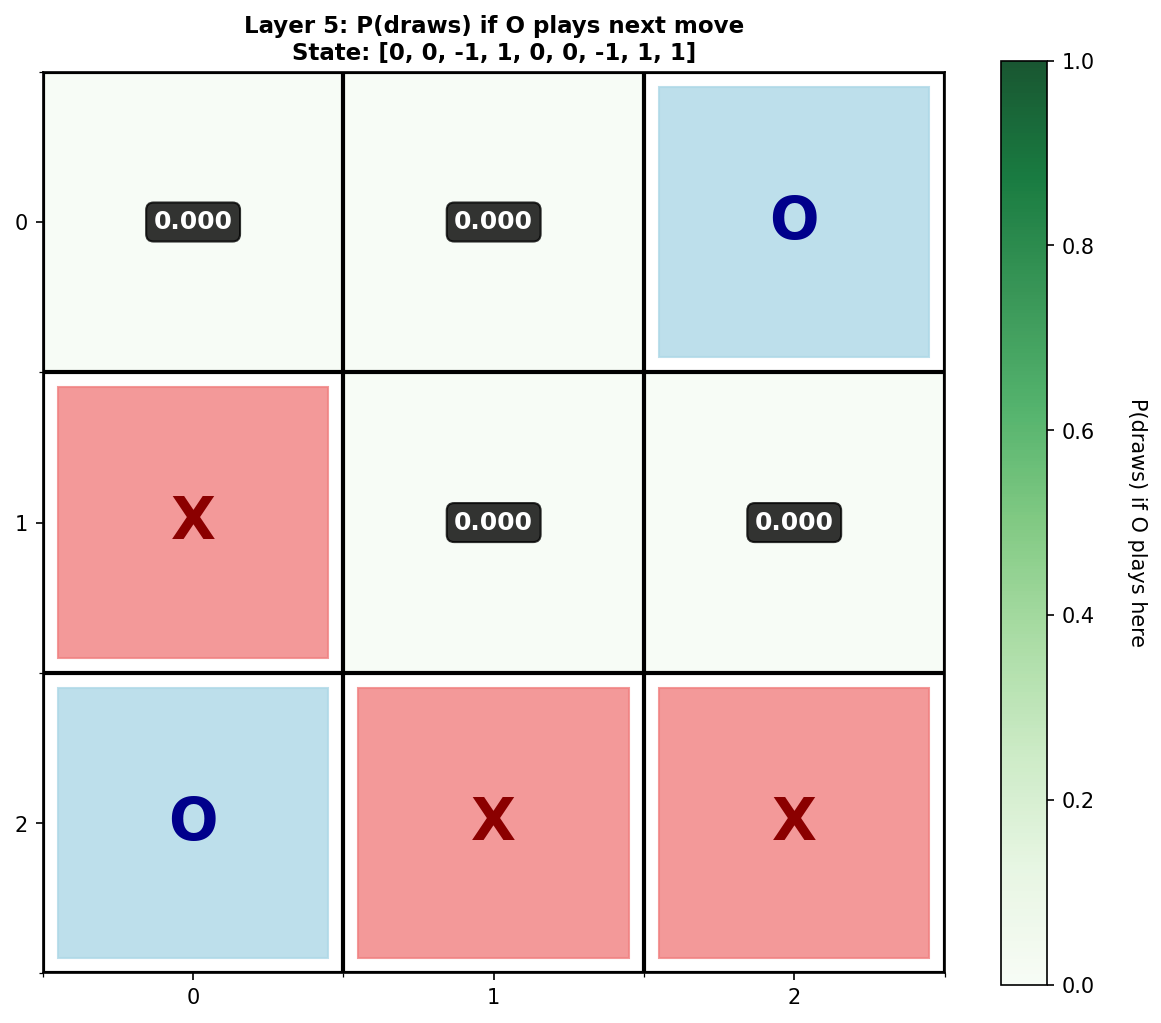 Layer 5: P(draws) if O plays next move
State: [0, 0, -1, 1, 0, 0, -1, 1, 1]
0
0.000
0.000
O
1
X
0.000
0.000
2
O
X
X
0
1
2
1.0
0.8
0.6
0.4
0.2
0.0
P(draws) if O plays here